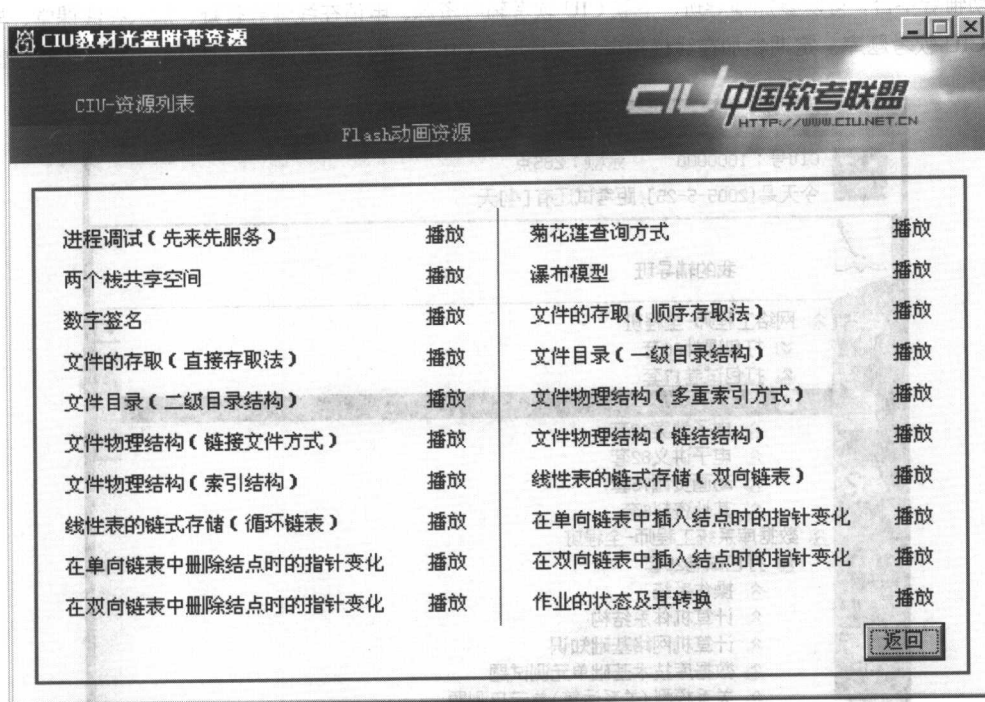 CIU教材光盘附带资源
CIU-资源列表
Flash动画资源
CIU 中国软考联盟
HTTP://WWW.CIU.NET.CN
进程调试(先来先服务) 播放 菊花莲查询方式 播放
两个栈共享空间 播放 瀑布模型 播放
数字签名 播放 文件的存取(顺序存取法) 播放
文件的存取(直接存取法) 播放 文件目录(一级目录结构) 播放
文件目录(二级目录结构) 播放 文件物理结构(多重索引方式) 播放
文件物理结构(链接文件方式) 播放 文件物理结构(链结结构) 播放
文件物理结构(索引结构) 播放 线性表的链式存储(双向链表) 播放
线性表的链式存储(循环链表) 播放 在单向链表中插入结点时的指针变化 播放
在单向链表中删除结点时的指针变化 播放 在双向链表中插入结点时的指针变化 播放
在双向链表中删除结点时的指针变化 播放 作业的状态及其转换 播放
返回